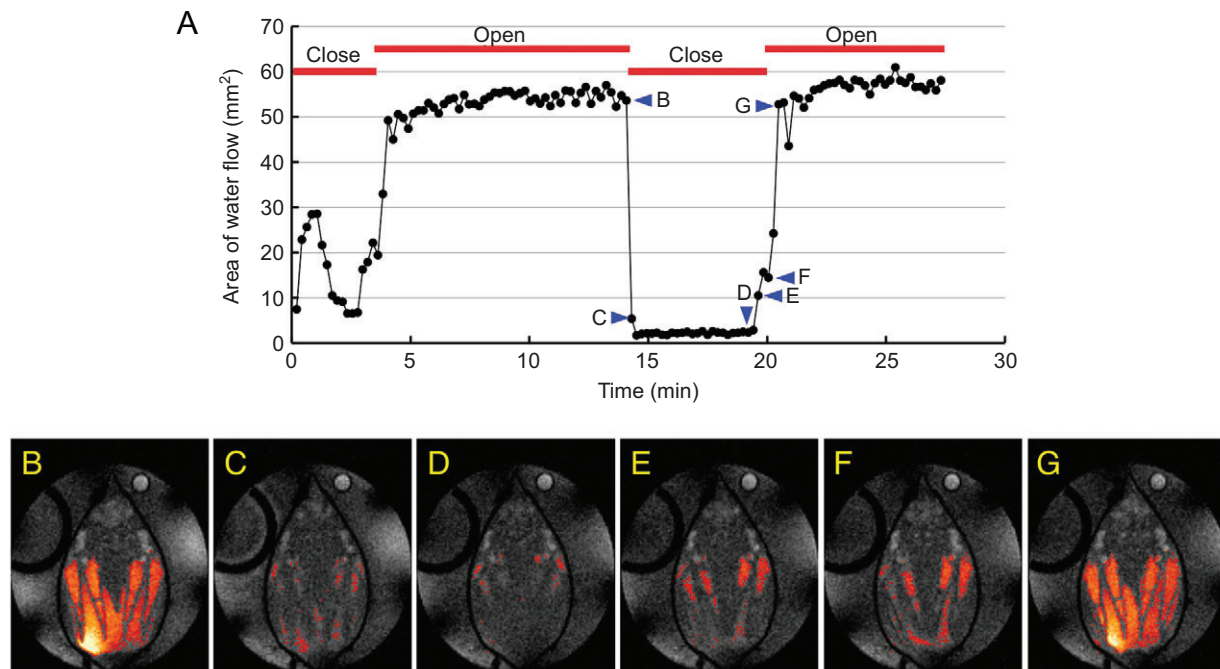 A
Area of water flow (mm²)
70
60
50
40
30
20
10
0
Close
Open
Close
Open
B
C
D
E
F
G
0 5 10 15 20 25 30
Time (min)
B C D E F G